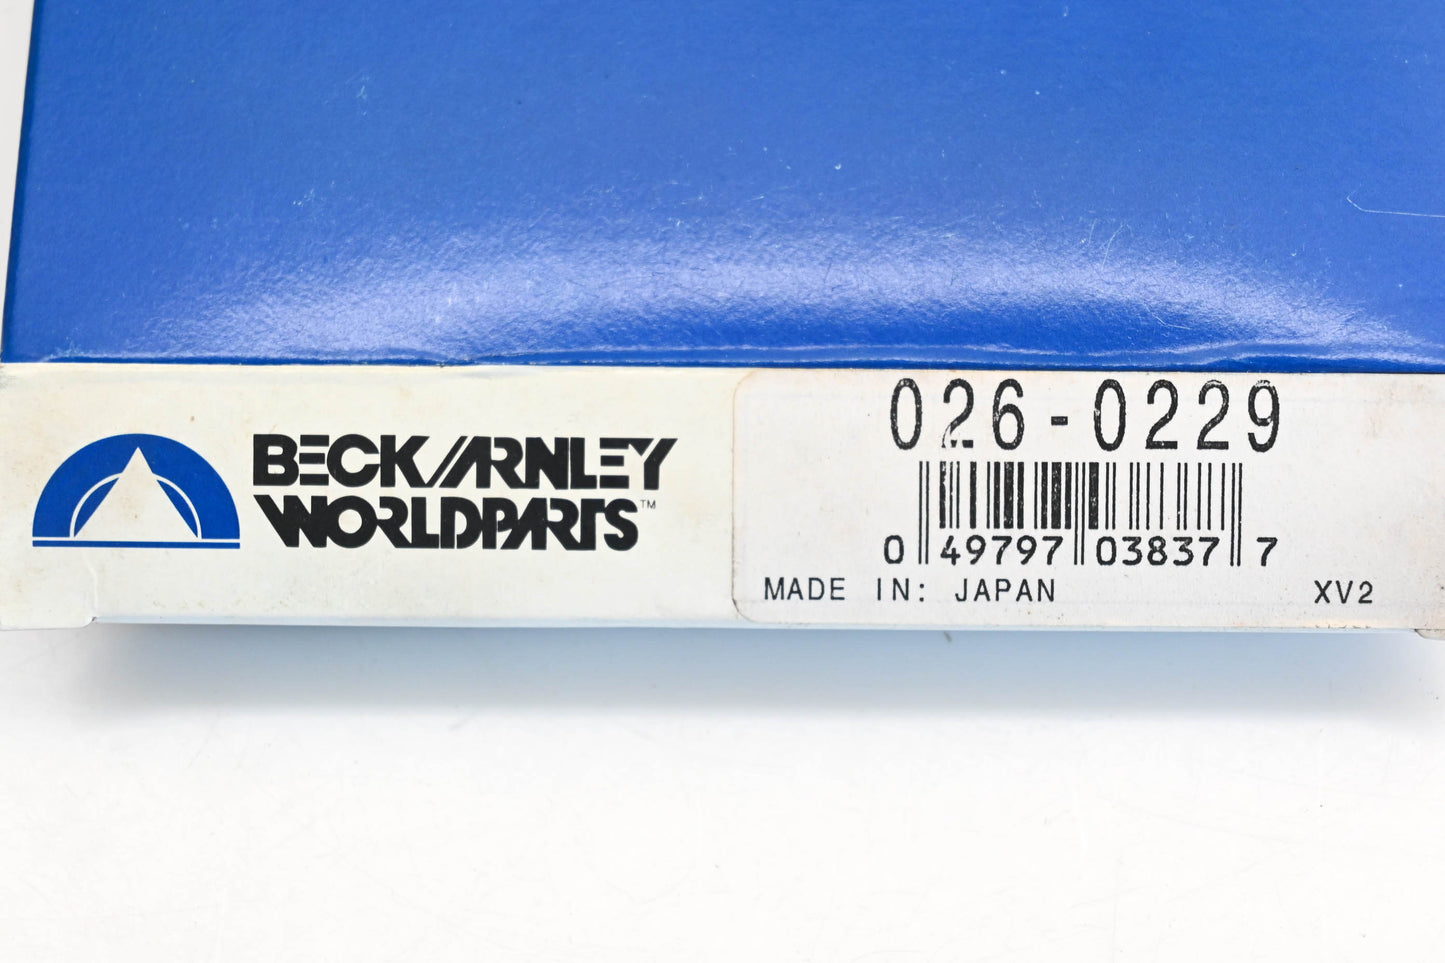 BECK/ARNLEY
WORLDPARTS™
026-0229
0 49797 03837 7
MADE IN: JAPAN XV2